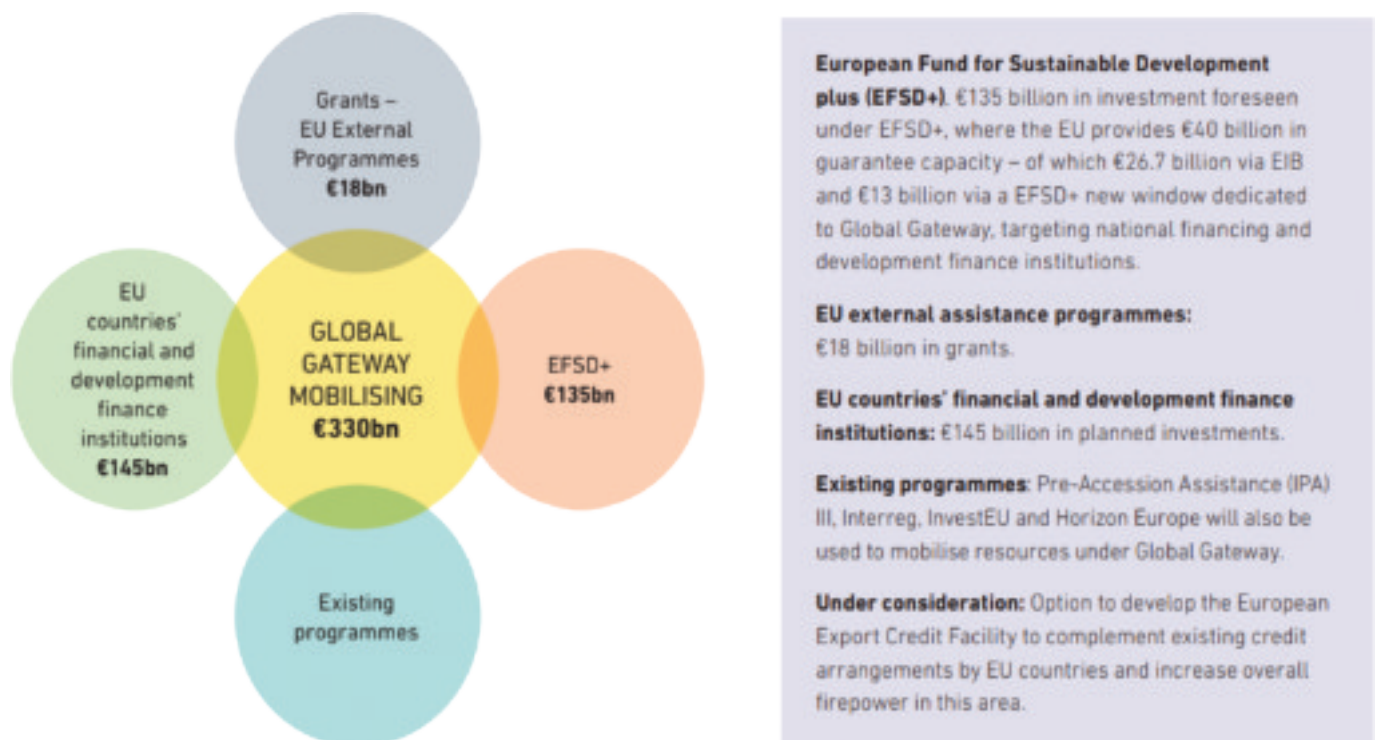 Grants –
EU External
Programmes
€18bn
EU
countries'
financial and
development
finance
institutions
€145bn
GLOBAL
GATEWAY
MOBILISING
€330bn
EFSD+
€135bn
Existing
programmes
European Fund for Sustainable Development
plus (EFSD+). €135 billion in investment foreseen
under EFSD+, where the EU provides €40 billion in
guarantee capacity – of which €26.7 billion via EIB
and €13 billion via a EFSD+ new window dedicated
to Global Gateway, targeting national financing and
development finance institutions.
EU external assistance programmes:
€18 billion in grants.
EU countries' financial and development finance
institutions: €145 billion in planned investments.
Existing programmes: Pre-Accession Assistance (IPA)
III, Interreg, InvestEU and Horizon Europe will also be
used to mobilise resources under Global Gateway.
Under consideration: Option to develop the European
Export Credit Facility to complement existing credit
arrangements by EU countries and increase overall
firepower in this area.